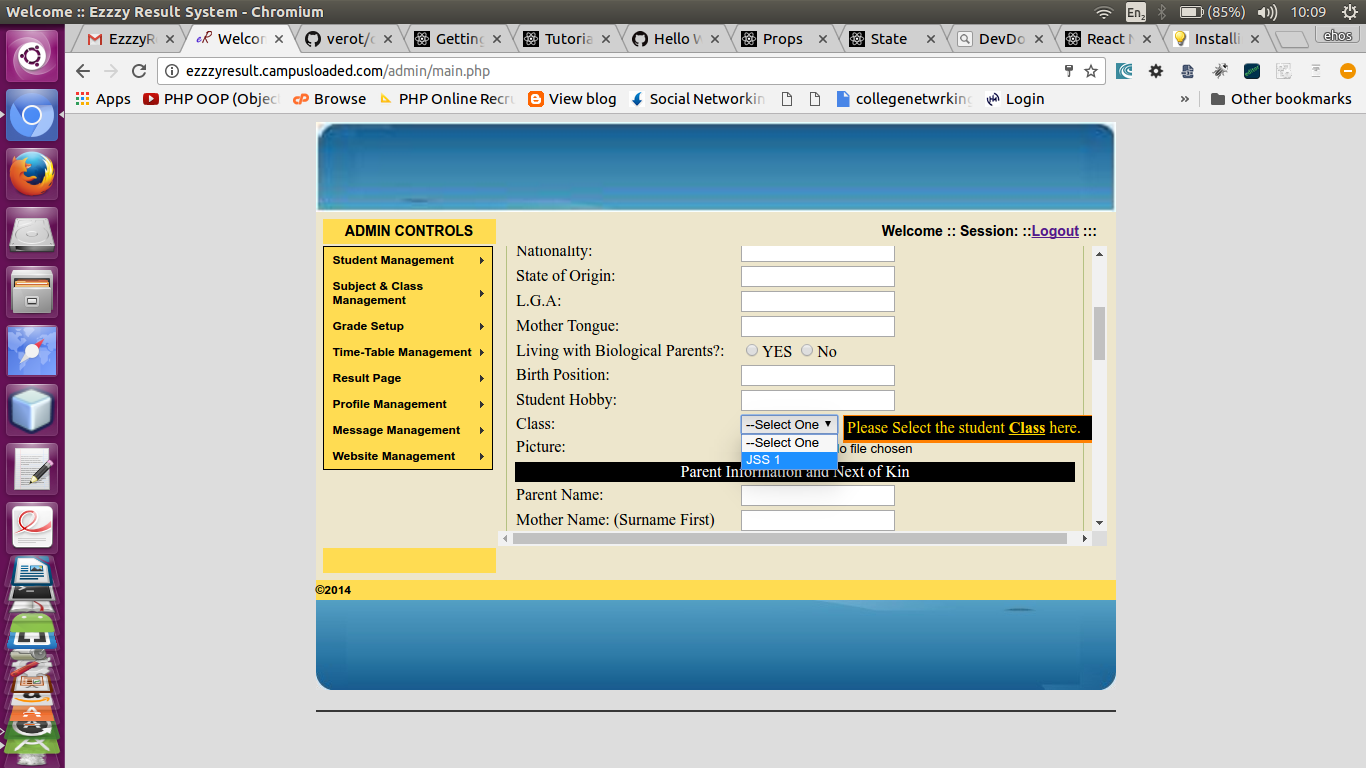 Welcome :: Ezzzy Result System - Chromium
En2 (85%) 10:09
EzzzyR Welcon verot/c Getting Tutoria Hello W Props State DevDo React N Installi ehos
ezzzyresult.campusloaded.com/admin/main.php
Apps PHP OOP (Objec Browse PHP Online Recru View blog Social Networkin collegenetwrking Login » Other bookmarks
ADMIN CONTROLS
Welcome :: Session: ::Logout :::
Student Management
Subject & Class
Management
Grade Setup
Time-Table Management
Result Page
Profile Management
Message Management
Website Management
Nationality:
State of Origin:
L.G.A:
Mother Tongue:
Living with Biological Parents?: YES No
Birth Position:
Student Hobby:
Class: --Select One Please Select the student Class here.
--Select One
JSS 1
Picture: o file chosen
Parent Information and Next of Kin
Parent Name:
Mother Name: (Surname First)
©2014